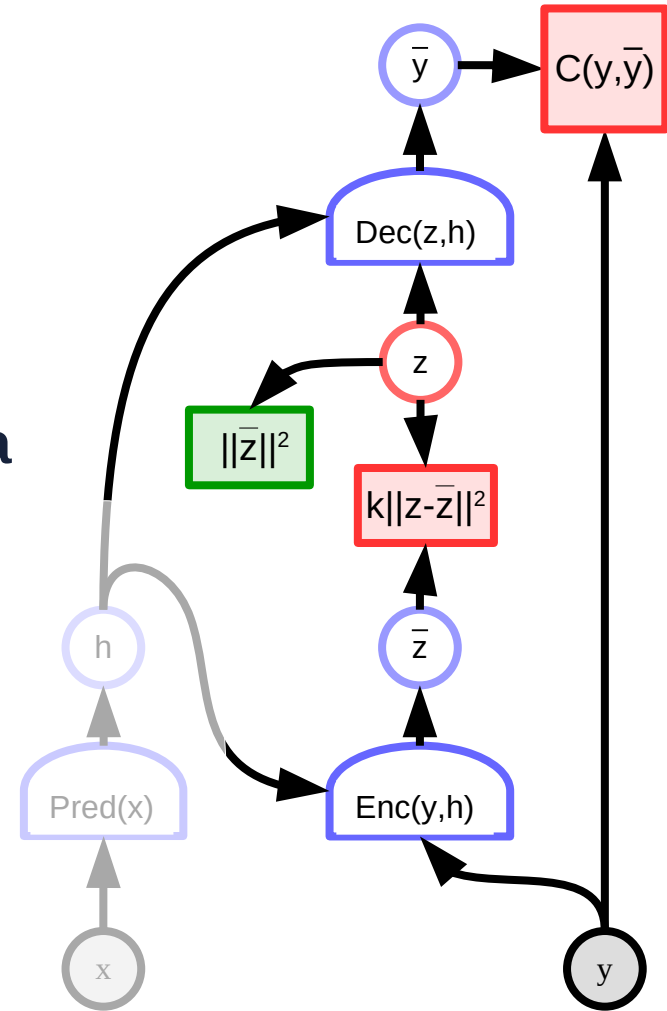 ȳ
C(y,ȳ)
Dec(z,h)
z
||z̄||²
a
k||z-z̄||²
h
z̄
Pred(x)
Enc(y,h)
x
y